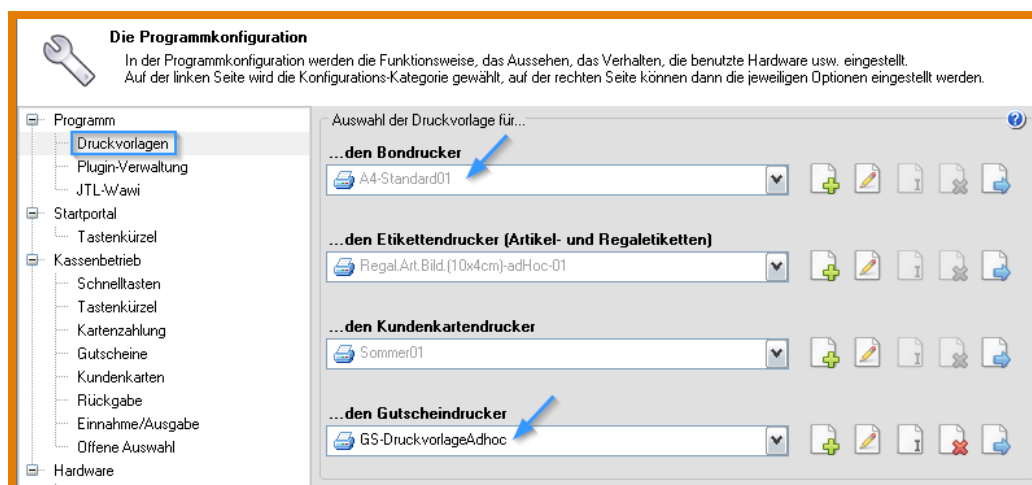 Die Programmkonfiguration
In der Programmkonfiguration werden die Funktionsweise, das Aussehen, das Verhalten, die benutzte Hardware usw. eingestellt.
Auf der linken Seite wird die Konfigurations-Kategorie gewählt, auf der rechten Seite können dann die jeweiligen Optionen eingestellt werden.
Programm
Druckvorlagen
Plugin-Verwaltung
JTL-Wawi
Startportal
Tastenkürzel
Kassenbetrieb
Schnelltasten
Tastenkürzel
Kartenzahlung
Gutscheine
Kundenkarten
Rückgabe
Einnahme/Ausgabe
Offene Auswahl
Hardware
Auswahl der Druckvorlage für...
...den Bondrucker
A4-Standard01
...den Etikettendrucker (Artikel- und Regaletiketten)
Regal.Art.Bild.(10x4cm)-adHoc-01
...den Kundenkartendrucker
Sommer01
...den Gutscheindrucker
GS-DruckvorlageAdhoc